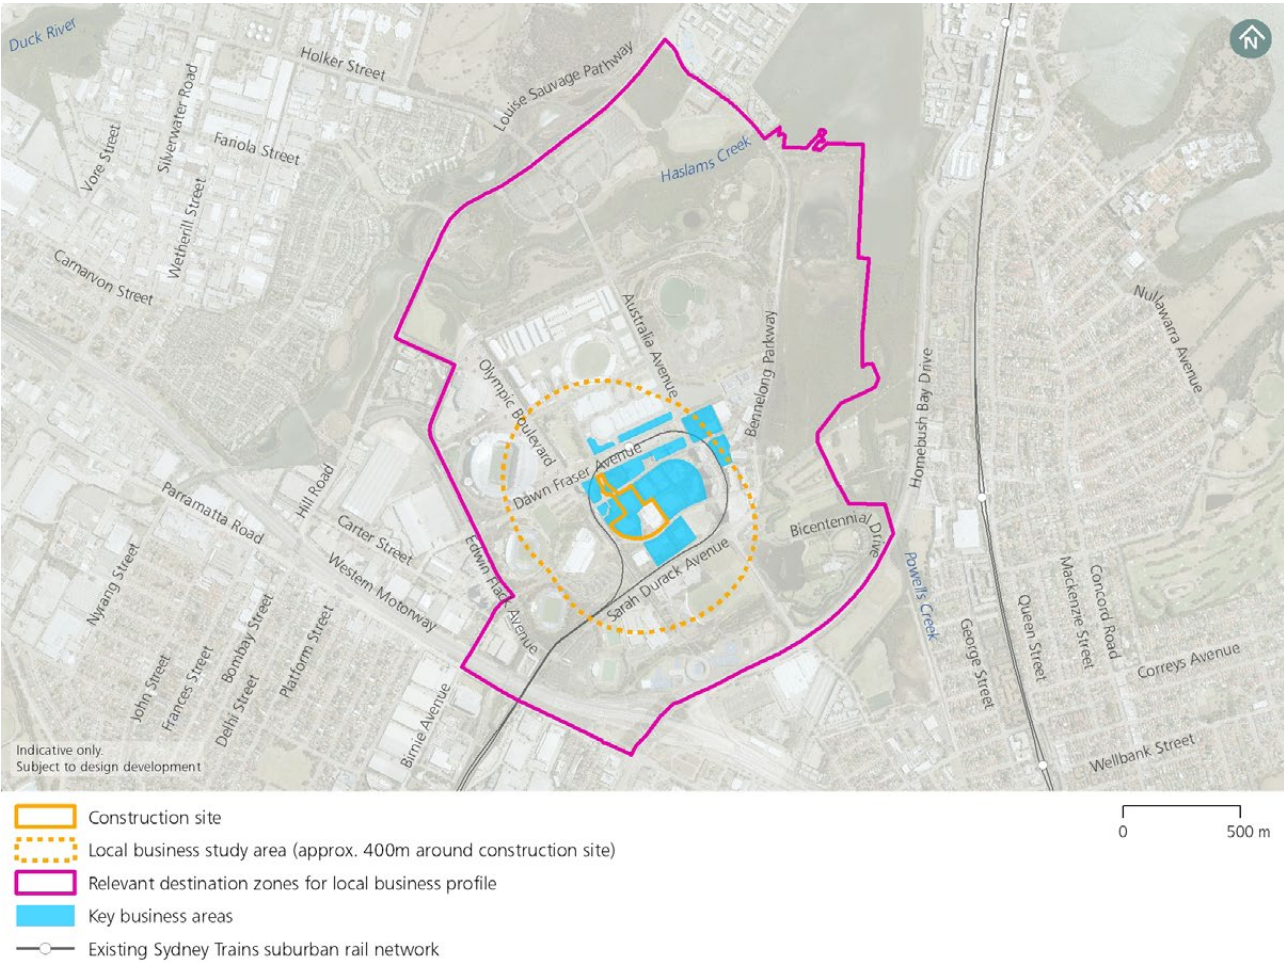 N
Duck River
Holker Street
Louise Sauvage Pathway
Silverwater Road
Fariola Street
Vore Street
Haslams Creek
Wetherill Street
Carnarvon Street
Nullawarra Avenue
Australia Avenue
Bennelong Parkway
Olympic Boulevard
Homebush Bay Drive
Dawn Fraser Avenue
Hill Road
Parramatta Road
Carter Street
Bicentennial Drive
Western Motorway
Edwin Flack Avenue
Sarah Durack Avenue
Nyrang Street
Powells Creek
Concord Road
Mackenzie Street
Queen Street
George Street
Bombay Street
Platform Street
John Street
Frances Street
Delhi Street
Birnie Avenue
Correys Avenue
Wellbank Street
Indicative only.
Subject to design development
Construction site
Local business study area (approx. 400m around construction site)
Relevant destination zones for local business profile
Key business areas
Existing Sydney Trains suburban rail network
0 500 m